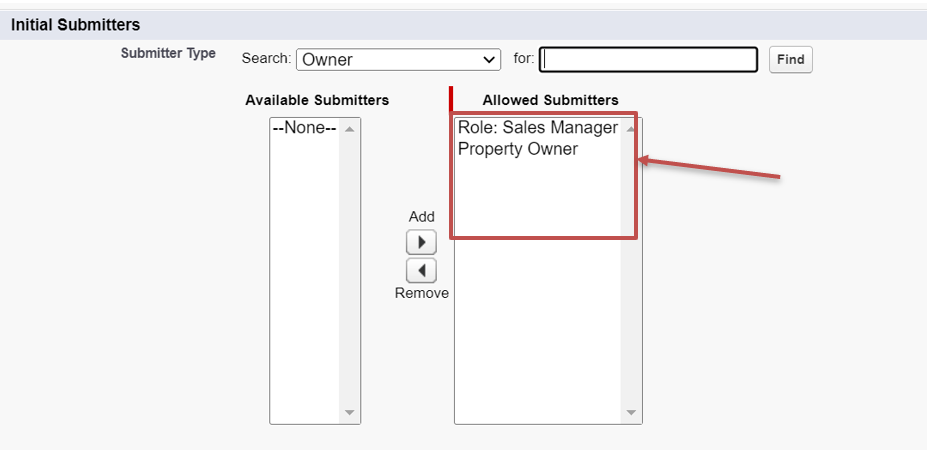 Initial Submitters
Submitter Type Search: Owner for: Find
Available Submitters Allowed Submitters
--None-- Role: Sales Manager
Property Owner
Add
Remove